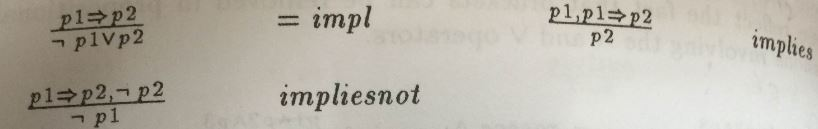 p1⇒p2 = impl p1,p1⇒p2
¬ p1∨p2 p2 implies
p1⇒p2,¬ p2 impliesnot
¬ p1